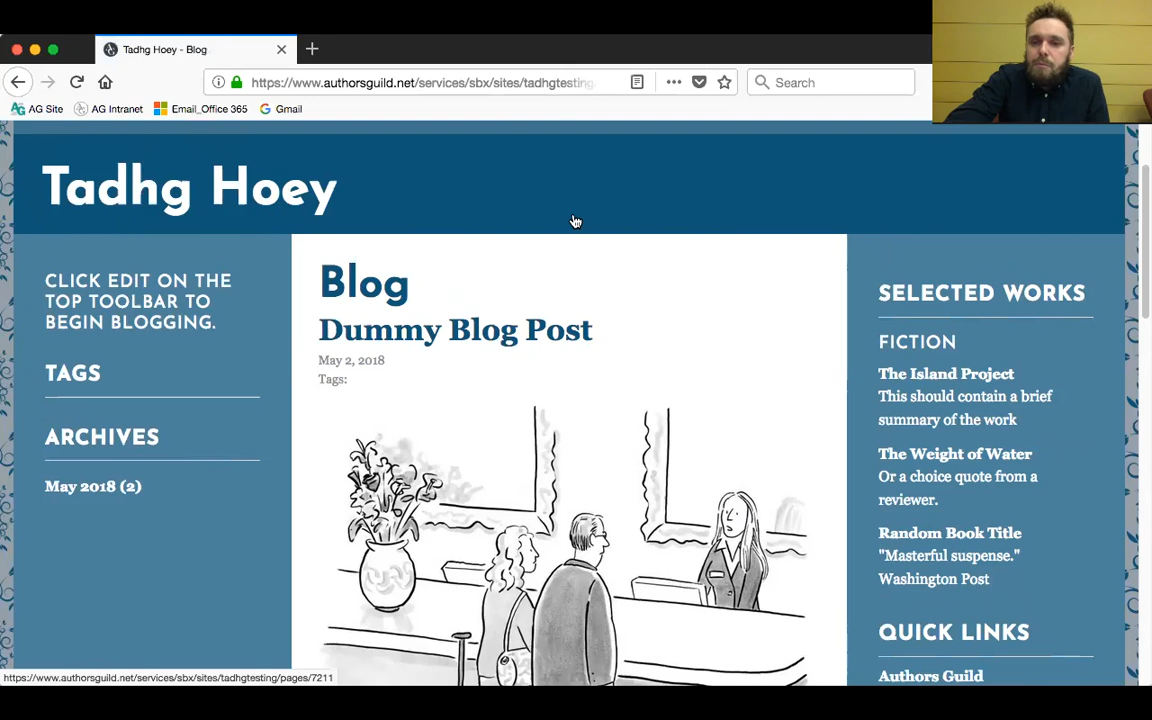 Tadhg Hoey - Blog
https://www.authorsguild.net/services/sbx/sites/tadhgtesting
Search
AG Site
AG Intranet
Email_Office 365
Gmail
Tadhg Hoey
CLICK EDIT ON THE
TOP TOOLBAR TO
BEGIN BLOGGING.
TAGS
ARCHIVES
May 2018 (2)
Blog
Dummy Blog Post
May 2, 2018
Tags:
SELECTED WORKS
FICTION
The Island Project
This should contain a brief
summary of the work
The Weight of Water
Or a choice quote from a
reviewer.
Random Book Title
"Masterful suspense."
Washington Post
QUICK LINKS
Authors Guild
https://www.authorsguild.net/services/sbx/sites/tadhgtesting/pages/7211